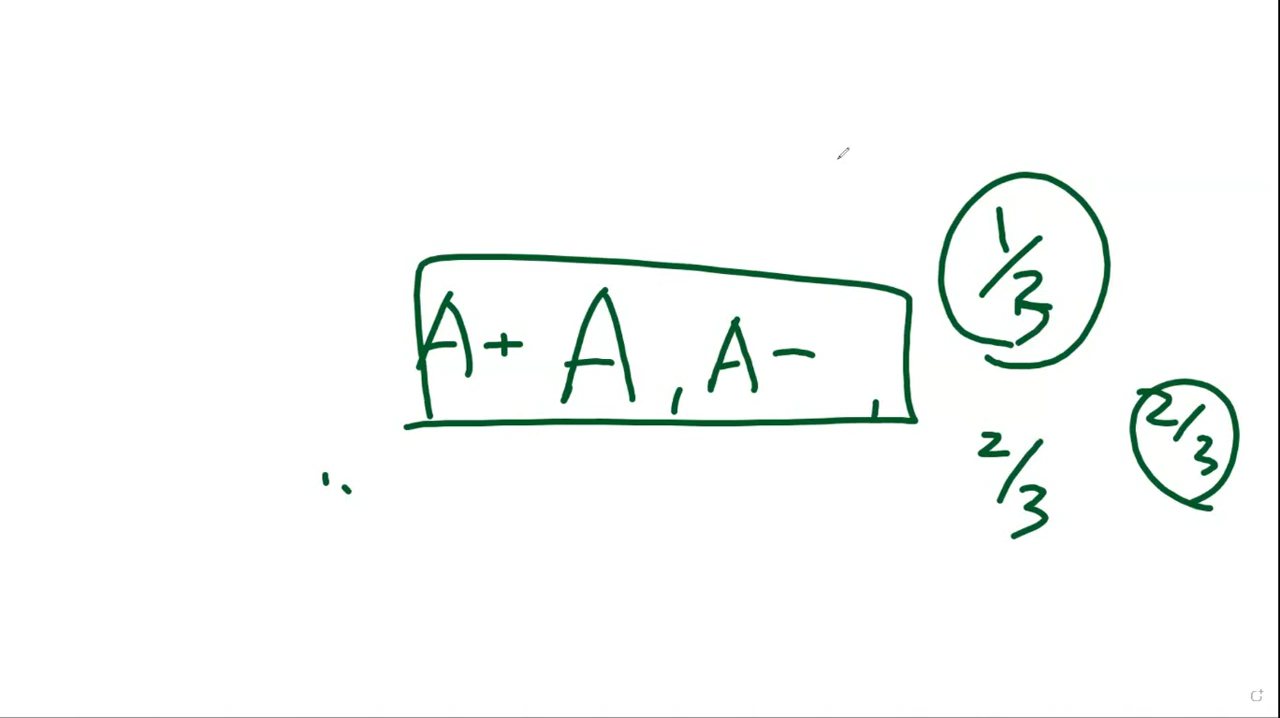 1/3
A+ A, A-,
2/3
2/3